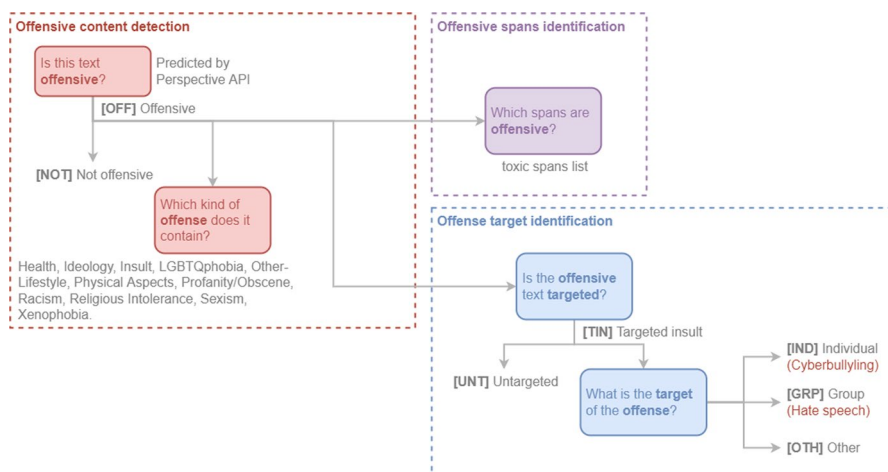 Offensive content detection
Is this text
offensive?
Predicted by
Perspective API
[OFF] Offensive
[NOT] Not offensive
Which kind of
offense does it
contain?
Health, Ideology, Insult, LGBTQphobia, Other-
Lifestyle, Physical Aspects, Profanity/Obscene,
Racism, Religious Intolerance, Sexism,
Xenophobia.
Offensive spans identification
Which spans are
offensive?
toxic spans list
Offense target identification
Is the offensive
text targeted?
[TIN] Targeted insult
[UNT] Untargeted
What is the target
of the offense?
[IND] Individual
(Cyberbullyling)
[GRP] Group
(Hate speech)
[OTH] Other